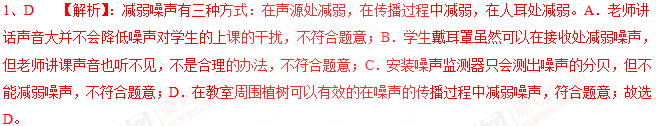 1、D 【解析】：减弱噪声有三种方式：在声源处减弱，在传播过程中减弱，在人耳处减弱。A．老师讲
话声音大并不会降低噪声对学生的上课的干扰，不符合题意；B．学生戴耳罩虽然可以在接收处减弱噪声，
但老师讲课声音也听不见，不是合理的办法，不符合题意；C．安装噪声监测器只会测出噪声的分贝，但不
能减弱噪声，不符合题意；D．在教室周围植树可以有效的在噪声的传播过程中减弱噪声，符合题意；故选
D。